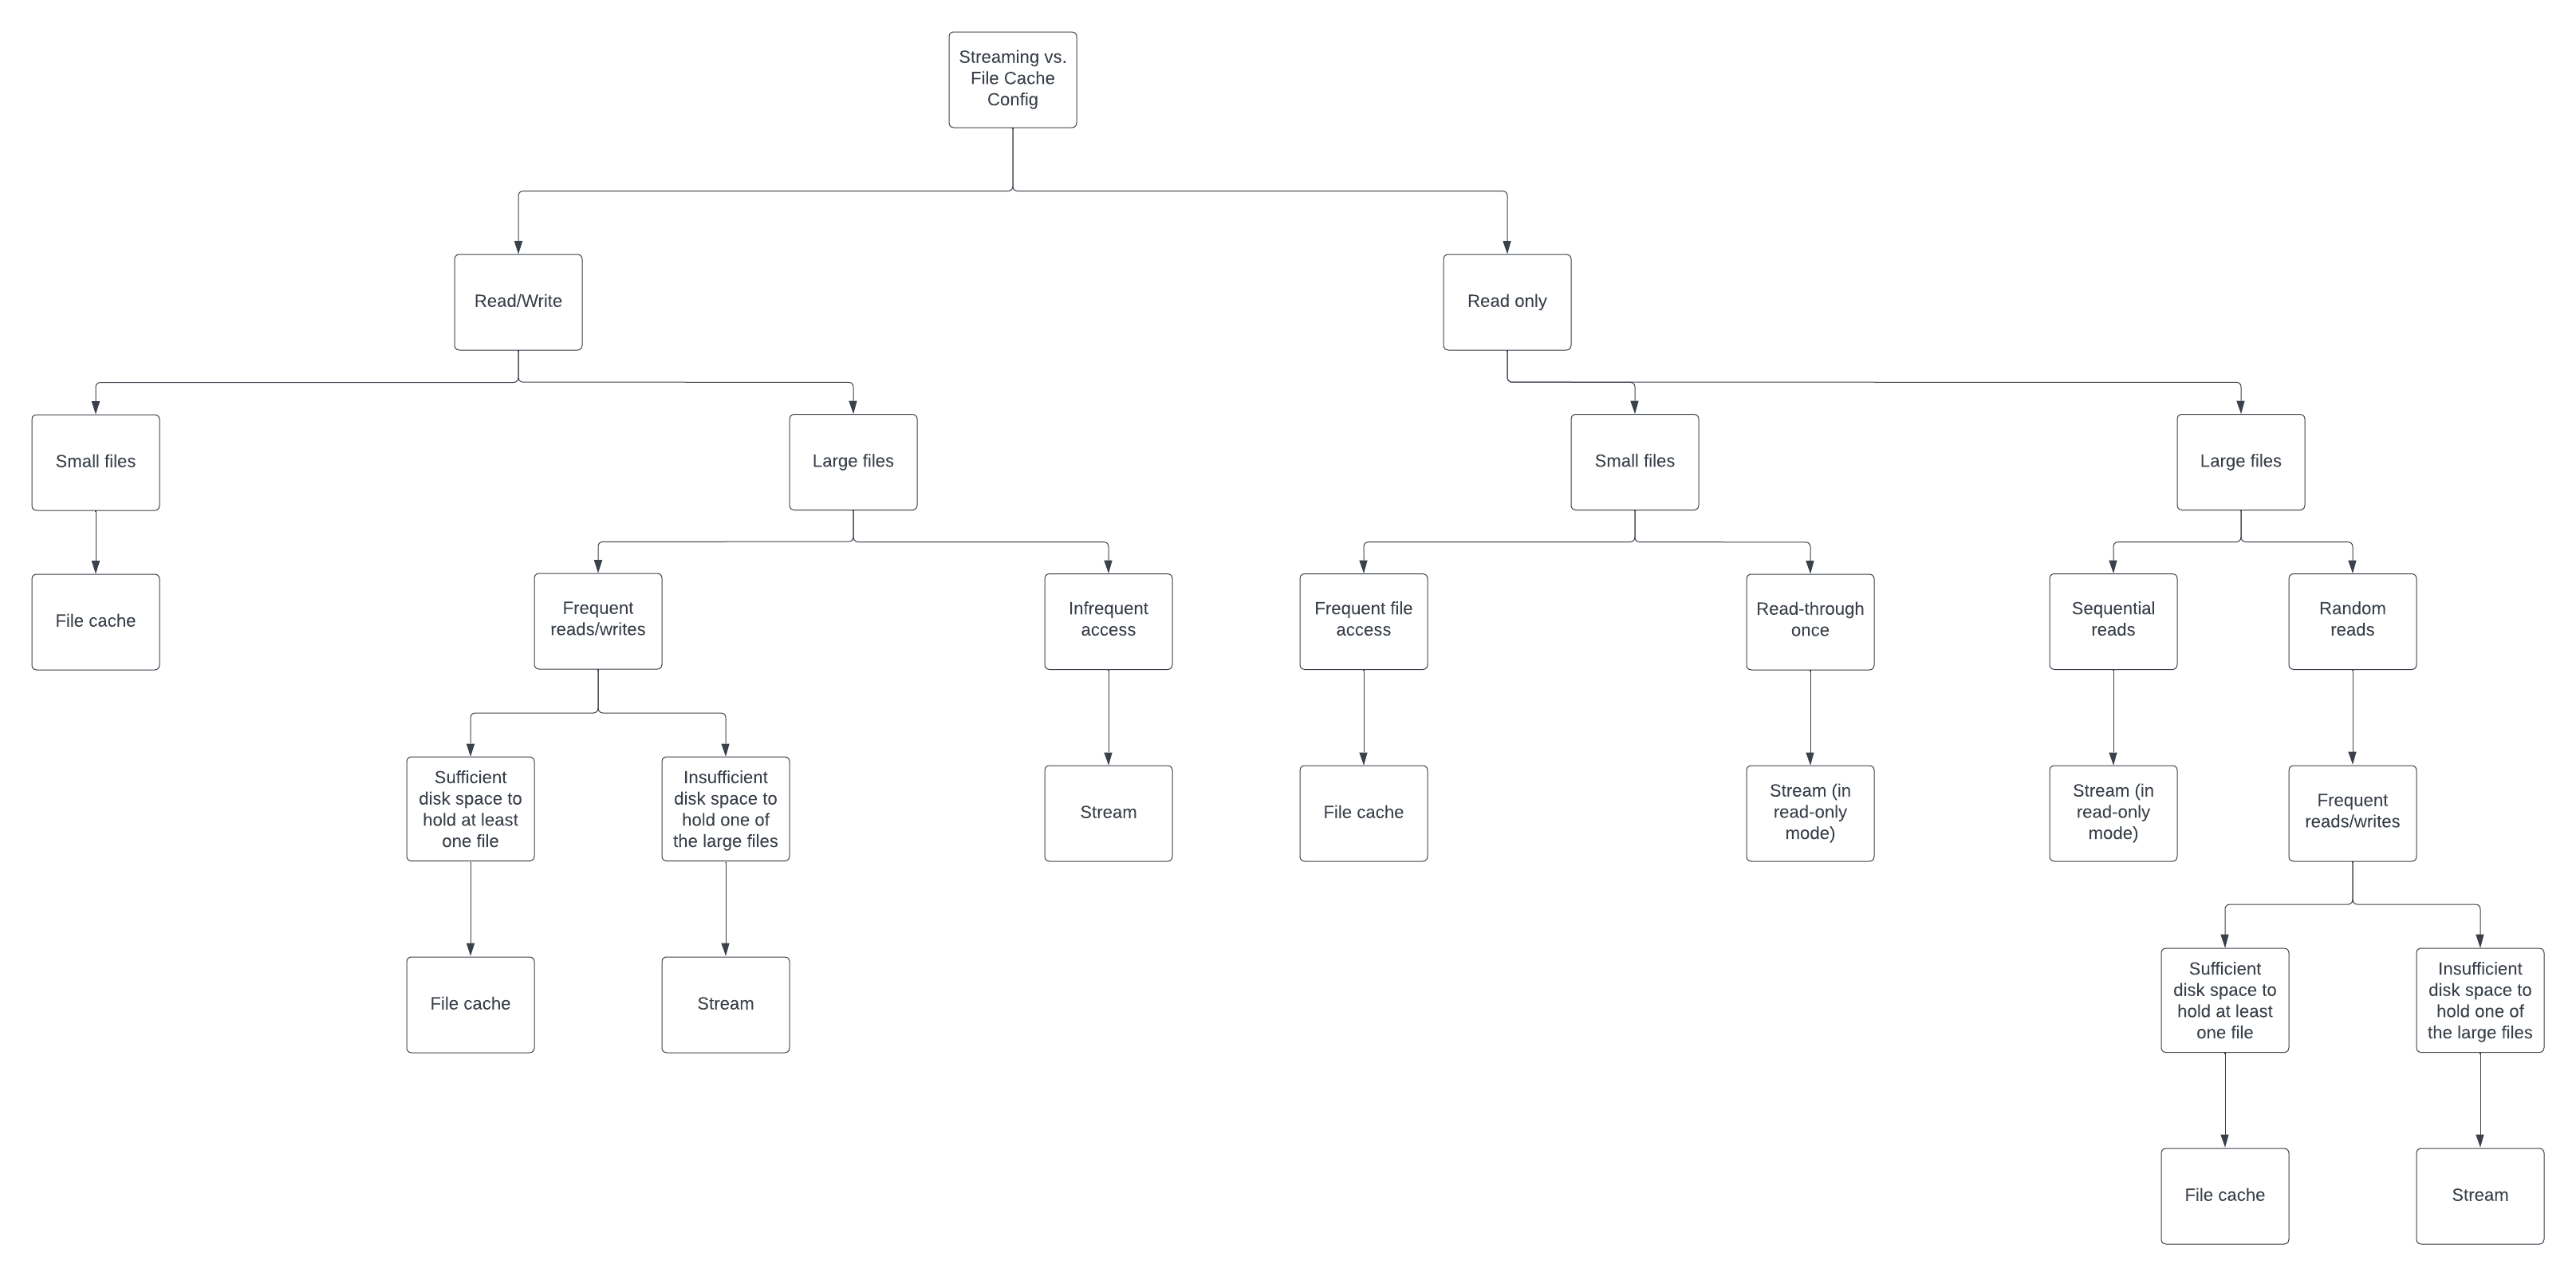 Streaming vs.
File Cache
Config
Read/Write
Read only
Small files
Large files
Small files
Large files
File cache
Frequent
reads/writes
Infrequent
access
Frequent file
access
Read-through
once
Sequential
reads
Random
reads
Sufficient
disk space to
hold at least
one file
Insufficient
disk space to
hold one of
the large files
Stream
File cache
Stream (in
read-only
mode)
Stream (in
read-only
mode)
Frequent
reads/writes
File cache
Stream
Sufficient
disk space to
hold at least
one file
Insufficient
disk space to
hold one of
the large files
File cache
Stream